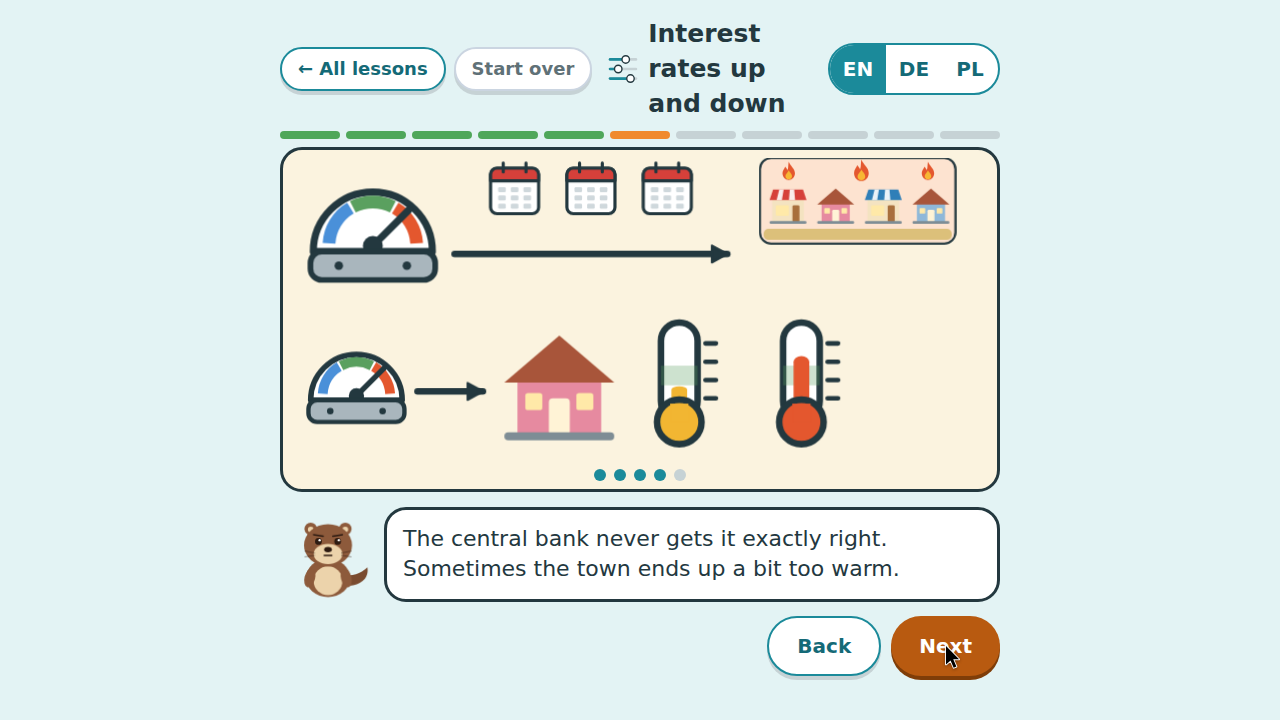 ← All lessons
Start over
Interest
rates up
and down
EN
DE
PL
The central bank never gets it exactly right.
Sometimes the town ends up a bit too warm.
Back
Next